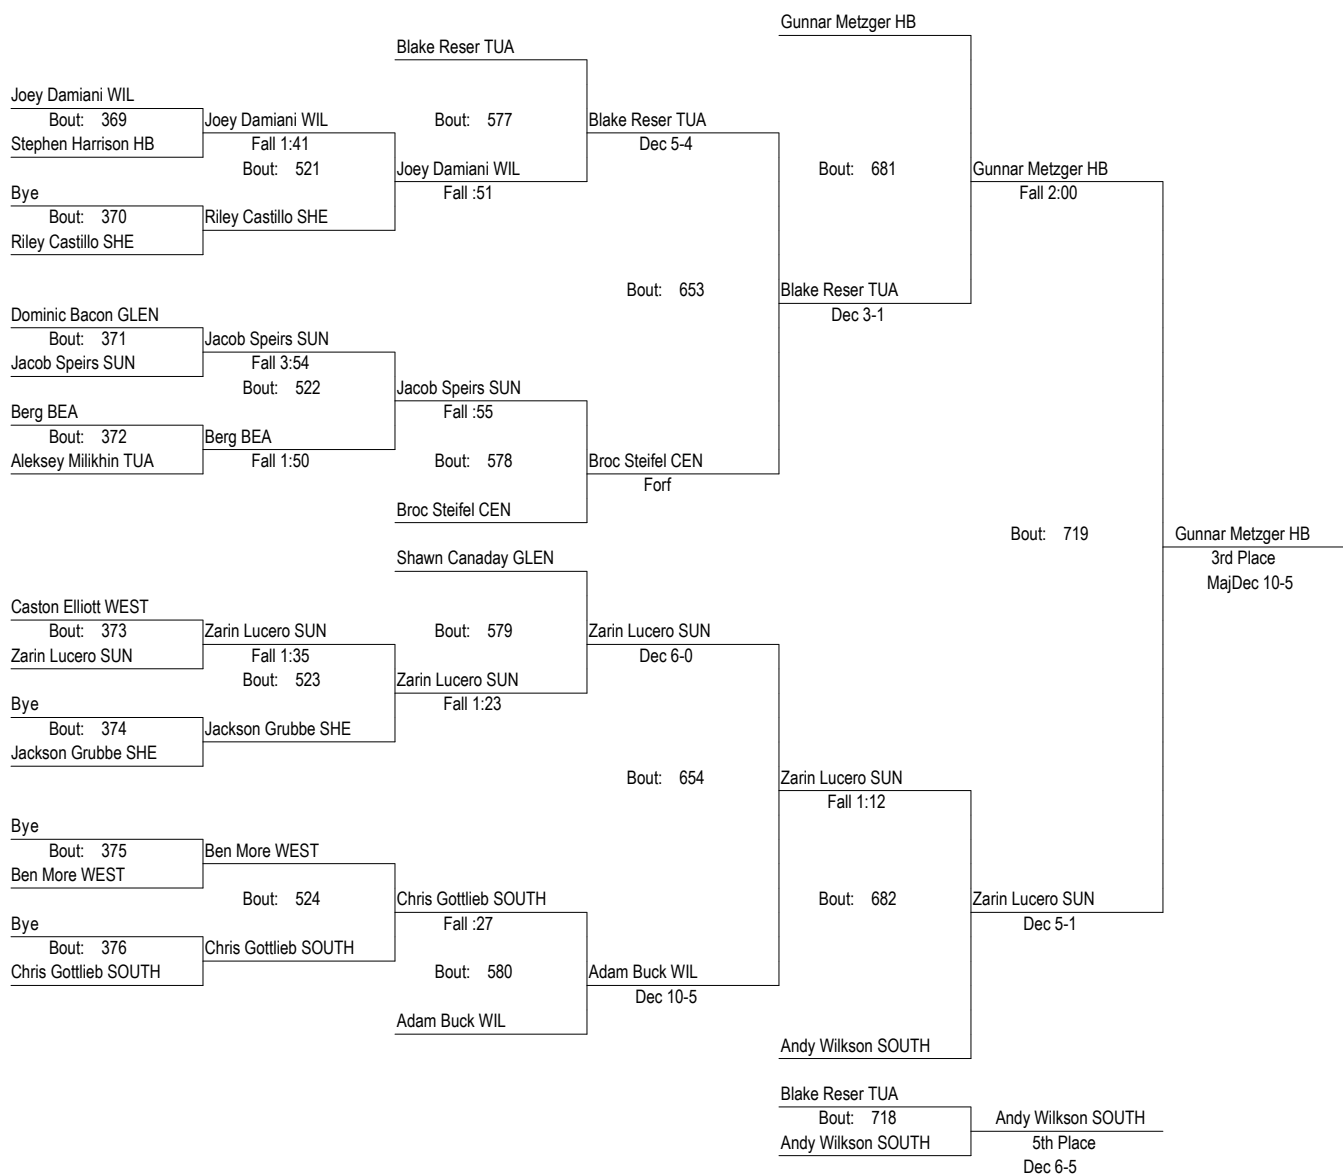 Gunnar Metzger HB
Blake Reser TUA
Joey Damiani WIL
Bout: 369
Joey Damiani WIL
Bout: 577
Blake Reser TUA
Stephen Harrison HB
Fall 1:41
Dec 5-4
Bout: 521
Joey Damiani WIL
Bout: 681
Gunnar Metzger HB
Bye
Fall :51
Fall 2:00
Bout: 370
Riley Castillo SHE
Riley Castillo SHE
Bout: 653
Blake Reser TUA
Dominic Bacon GLEN
Dec 3-1
Bout: 371
Jacob Speirs SUN
Jacob Speirs SUN
Fall 3:54
Bout: 522
Jacob Speirs SUN
Berg BEA
Fall :55
Bout: 372
Berg BEA
Aleksey Milikhin TUA
Fall 1:50
Bout: 578
Broc Steifel CEN
Forf
Broc Steifel CEN
Bout: 719
Gunnar Metzger HB
Shawn Canaday GLEN
3rd Place
MajDec 10-5
Caston Elliott WEST
Bout: 373
Zarin Lucero SUN
Bout: 579
Zarin Lucero SUN
Zarin Lucero SUN
Fall 1:35
Dec 6-0
Bout: 523
Zarin Lucero SUN
Bye
Fall 1:23
Bout: 374
Jackson Grubbe SHE
Jackson Grubbe SHE
Bout: 654
Zarin Lucero SUN
Fall 1:12
Bye
Bout: 375
Ben More WEST
Ben More WEST
Bout: 524
Chris Gottlieb SOUTH
Bout: 682
Zarin Lucero SUN
Bye
Fall :27
Dec 5-1
Bout: 376
Chris Gottlieb SOUTH
Chris Gottlieb SOUTH
Bout: 580
Adam Buck WIL
Dec 10-5
Adam Buck WIL
Andy Wilkson SOUTH
Blake Reser TUA
Bout: 718
Andy Wilkson SOUTH
Andy Wilkson SOUTH
5th Place
Dec 6-5